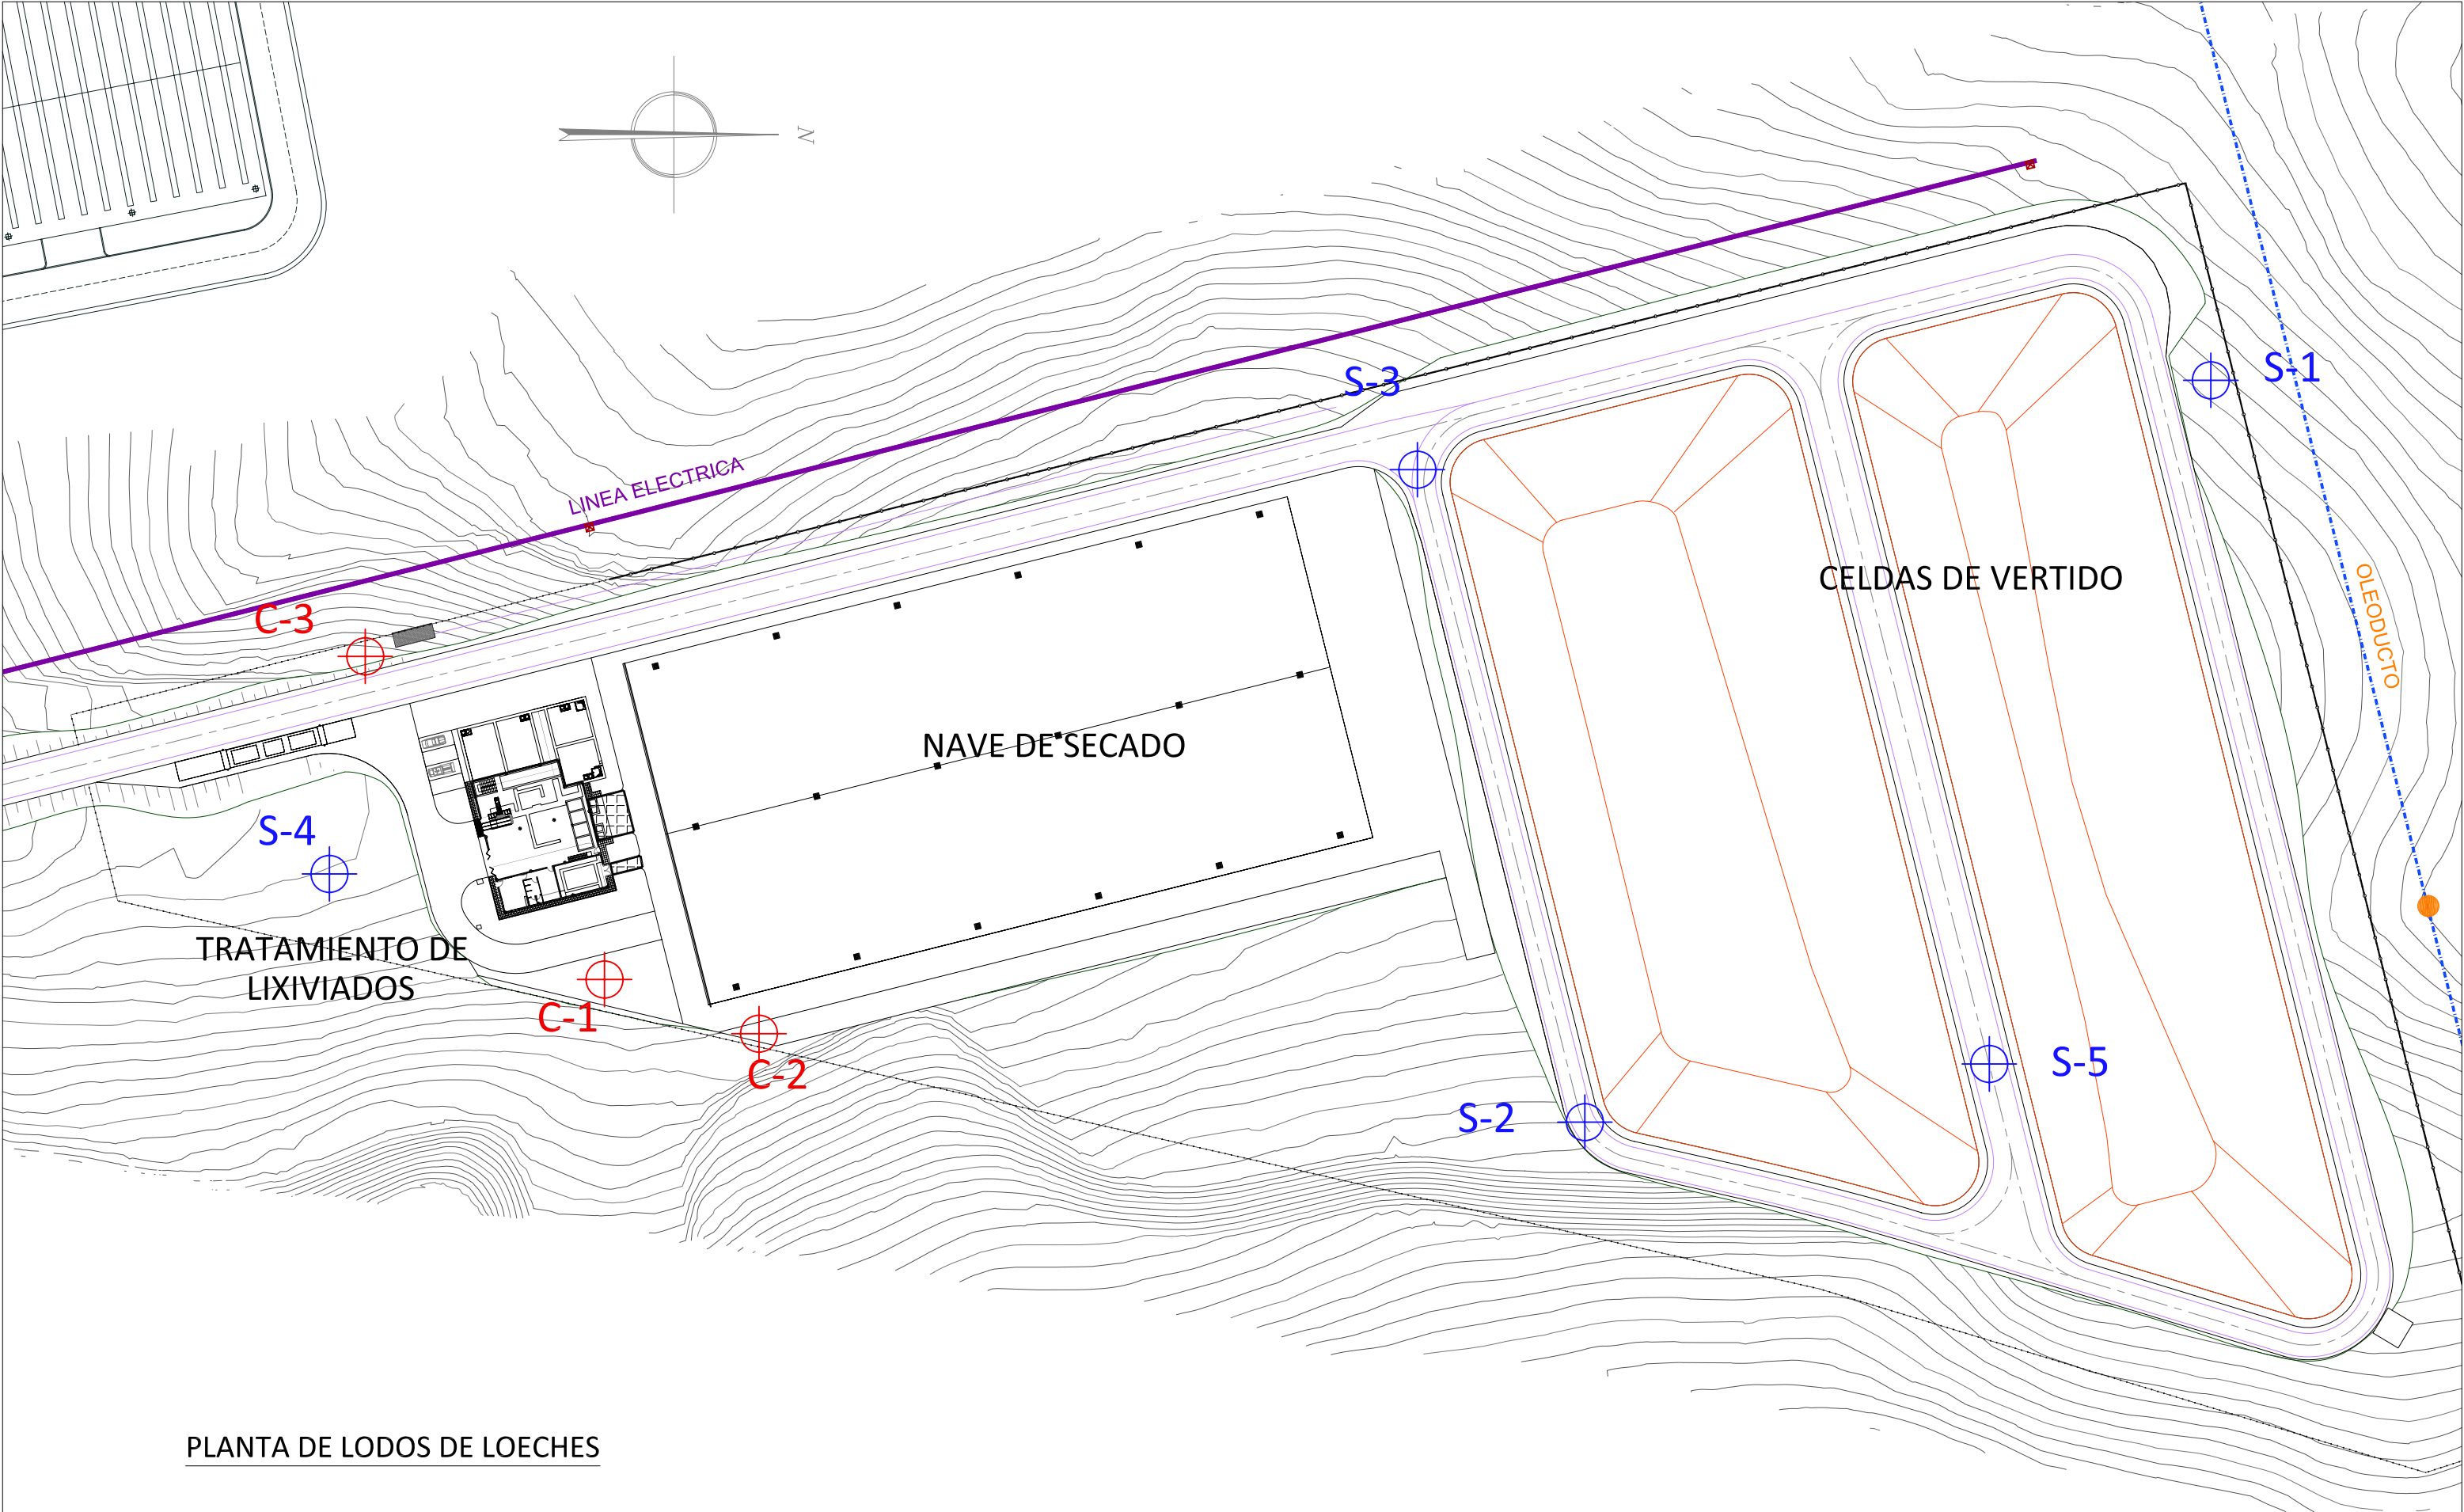 N
S-1
S-3
LINEA ELECTRICA
CELDAS DE VERTIDO
OLEODUCTO
C-3
NAVE DE SECADO
S-4
TRATAMIENTO DE
LIXIVIADOS
C-1
C-2
S-5
S-2
PLANTA DE LODOS DE LOECHES